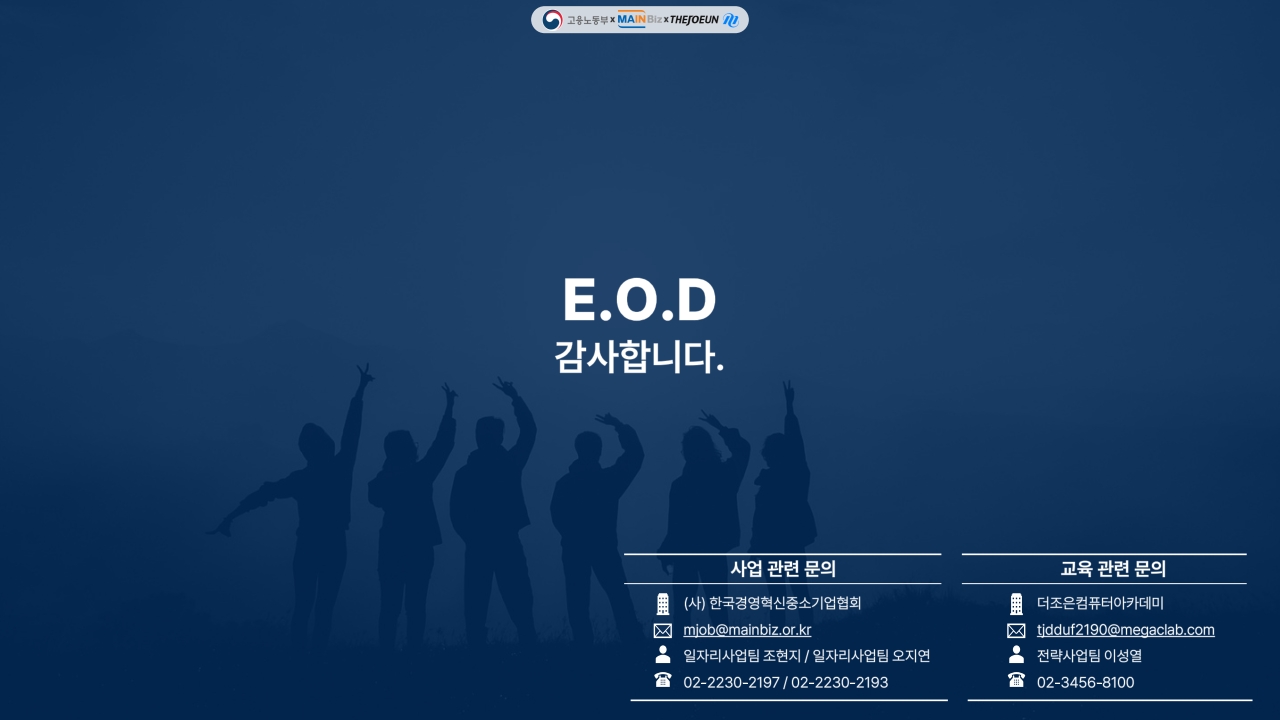 고용노동부 x MAINBiz x THEJOEUN
E.O.D
감사합니다.
사업 관련 문의
(사) 한국경영혁신중소기업협회
mjob@mainbiz.or.kr
일자리사업팀 조현지 / 일자리사업팀 오지연
02-2230-2197 / 02-2230-2193
교육 관련 문의
더조은컴퓨터아카데미
tjdduf2190@megaclab.com
전략사업팀 이성열
02-3456-8100